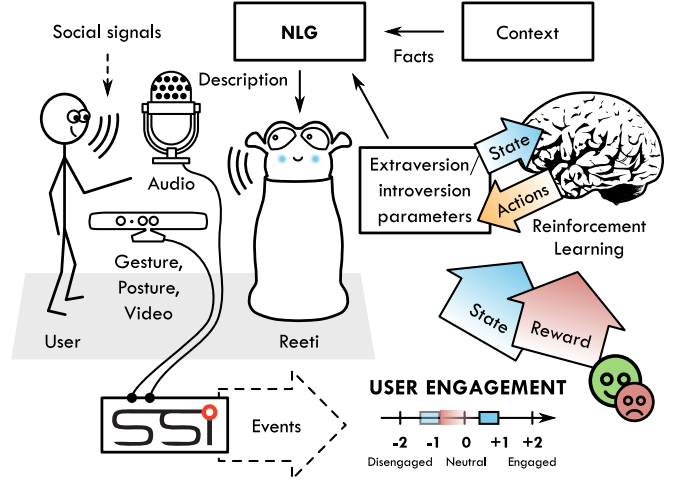 Social signals
NLG
Context
Facts
Description
Audio
Extraversion/
introversion
parameters
State
Actions
Reinforcement
Learning
Gesture,
Posture,
Video
User
Reeti
State
Reward
SSi
Events
USER ENGAGEMENT
-2 -1 0 +1 +2
Disengaged Neutral Engaged